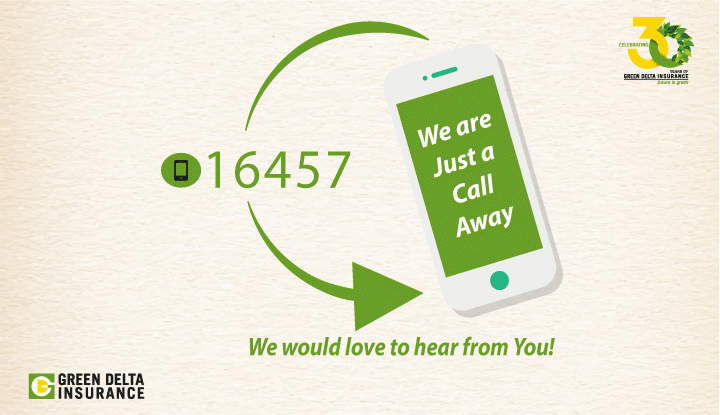 CELEBRATING
30
YEARS OF
GREEN DELTA INSURANCE
future is green
16457
We are
Just a
Call
Away
We would love to hear from You!
GREEN DELTA
INSURANCE